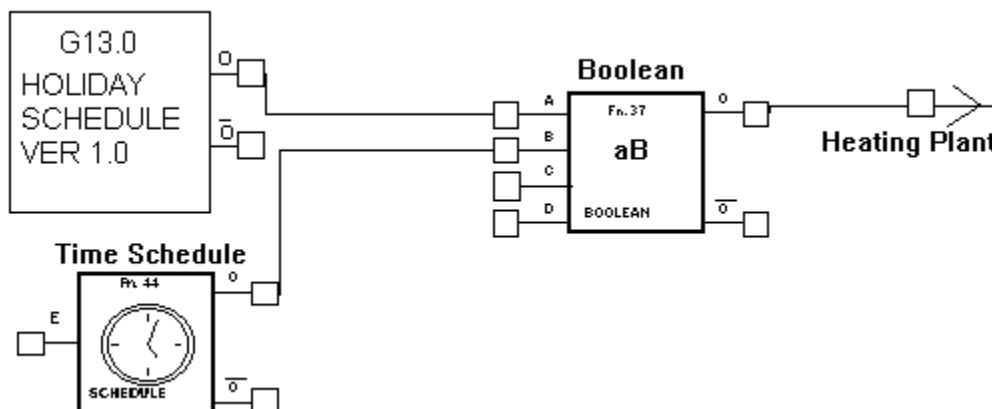 G13.0
HOLIDAY
SCHEDULE
VER 1.0
O
O̅
Boolean
A
B
C
D
Fn.37
aB
BOOLEAN
O
O̅
Heating Plant
Time Schedule
E
Fn. 44
SCHEDULE
O
O̅